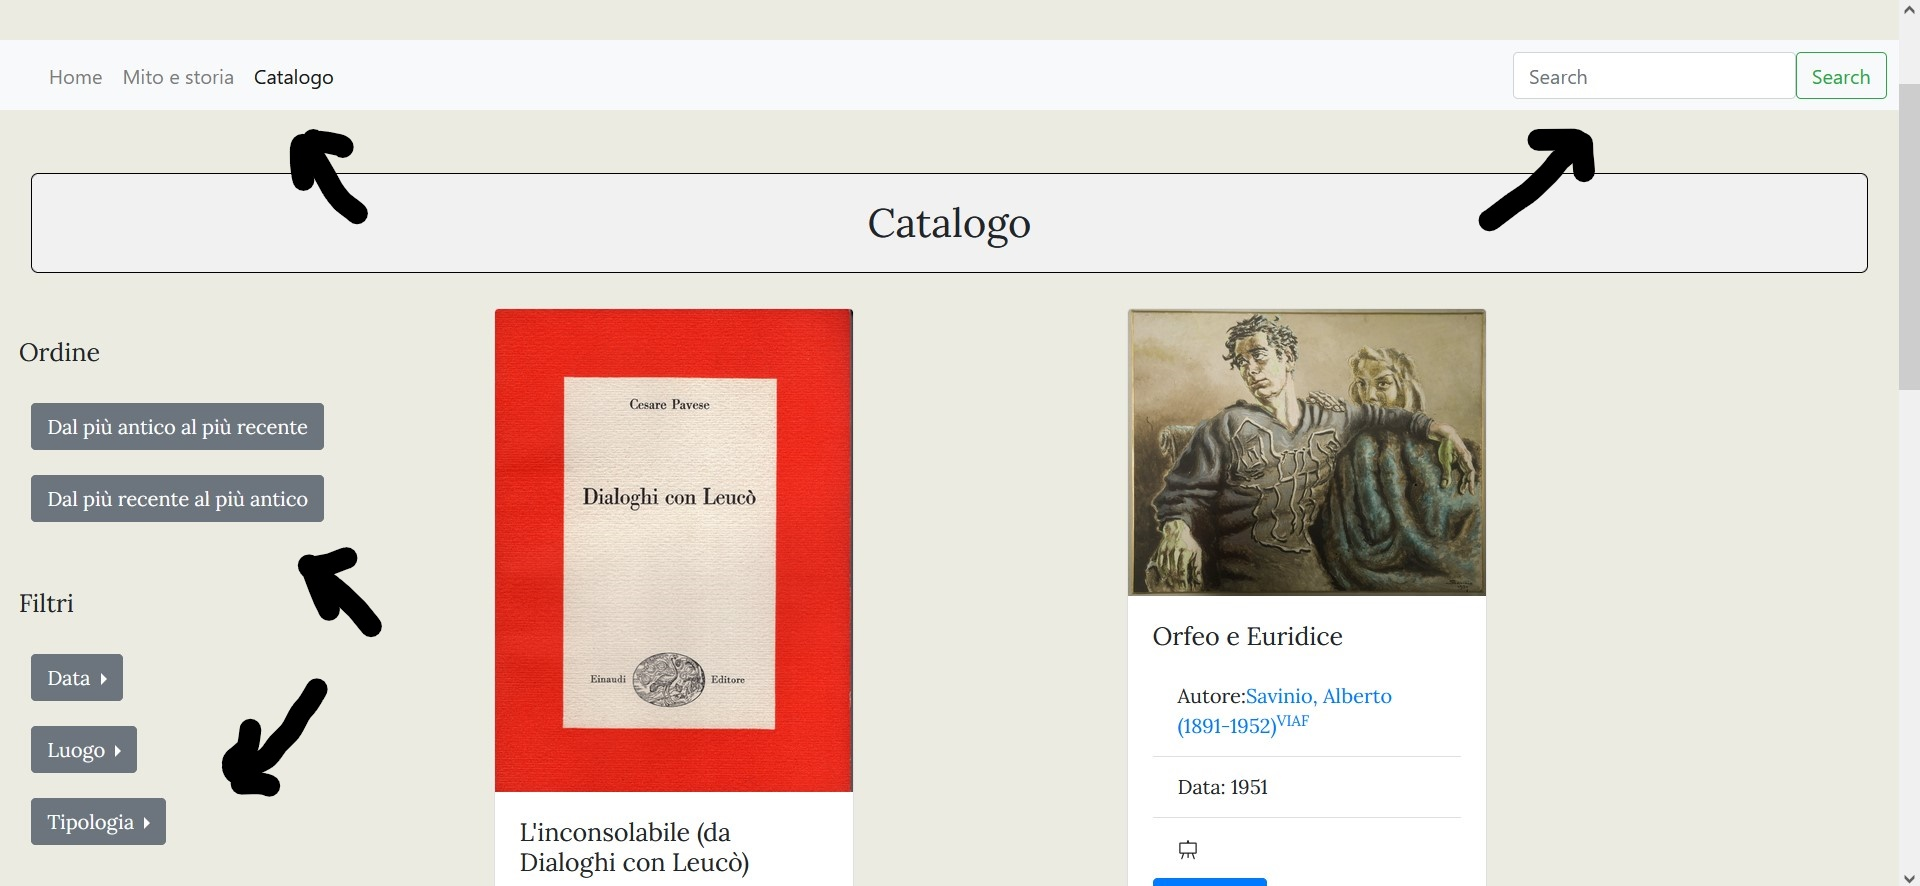 Home Mito e storia Catalogo
Search Search
Catalogo
Ordine
Dal più antico al più recente
Dal più recente al più antico
Filtri
Data
Luogo
Tipologia
Cesare Pavese
Dialoghi con Leucò
Einaudi Editore
L'inconsolabile (da
Dialoghi con Leucò)
Orfeo e Euridice
Autore:Savinio, Alberto
(1891-1952)VIAF
Data: 1951